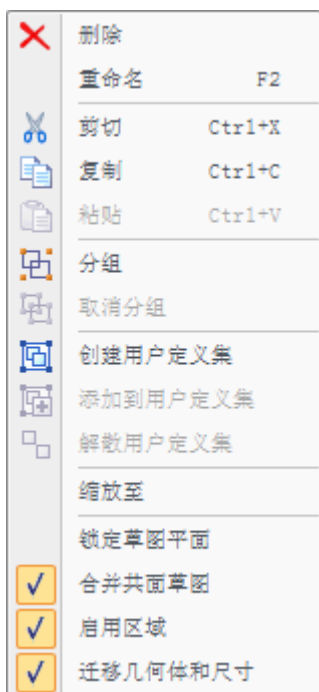 删除
重命名 F2
剪切 Ctrl+X
复制 Ctrl+C
粘贴 Ctrl+V
分组
取消分组
创建用户定义集
添加到用户定义集
解散用户定义集
缩放至
锁定草图平面
合并共面草图
启用区域
迁移几何体和尺寸